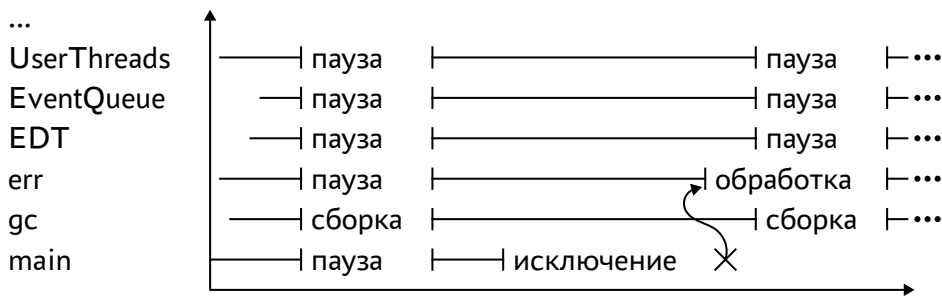 ...
UserThreads пауза пауза ...
EventQueue пауза пауза ...
EDT пауза пауза ...
err пауза обработка ...
gc сборка сборка ...
main пауза исключение